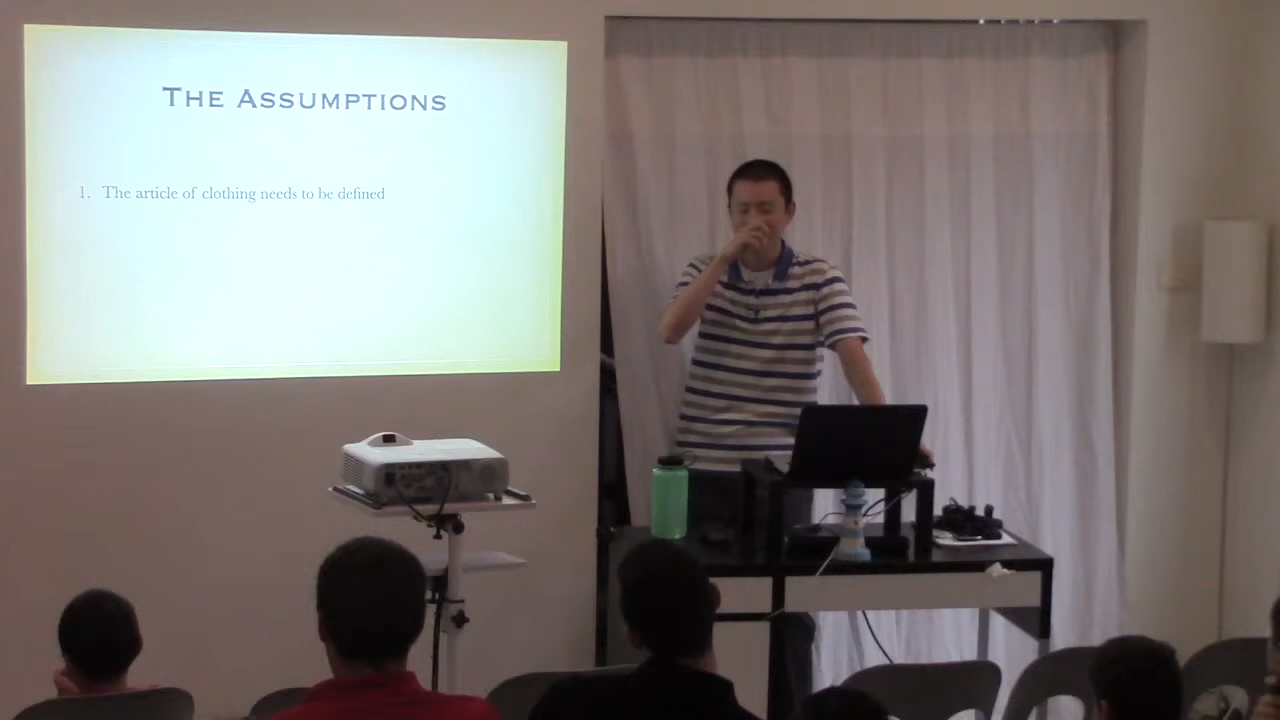 The Assumptions
1. The article of clothing needs to be defined